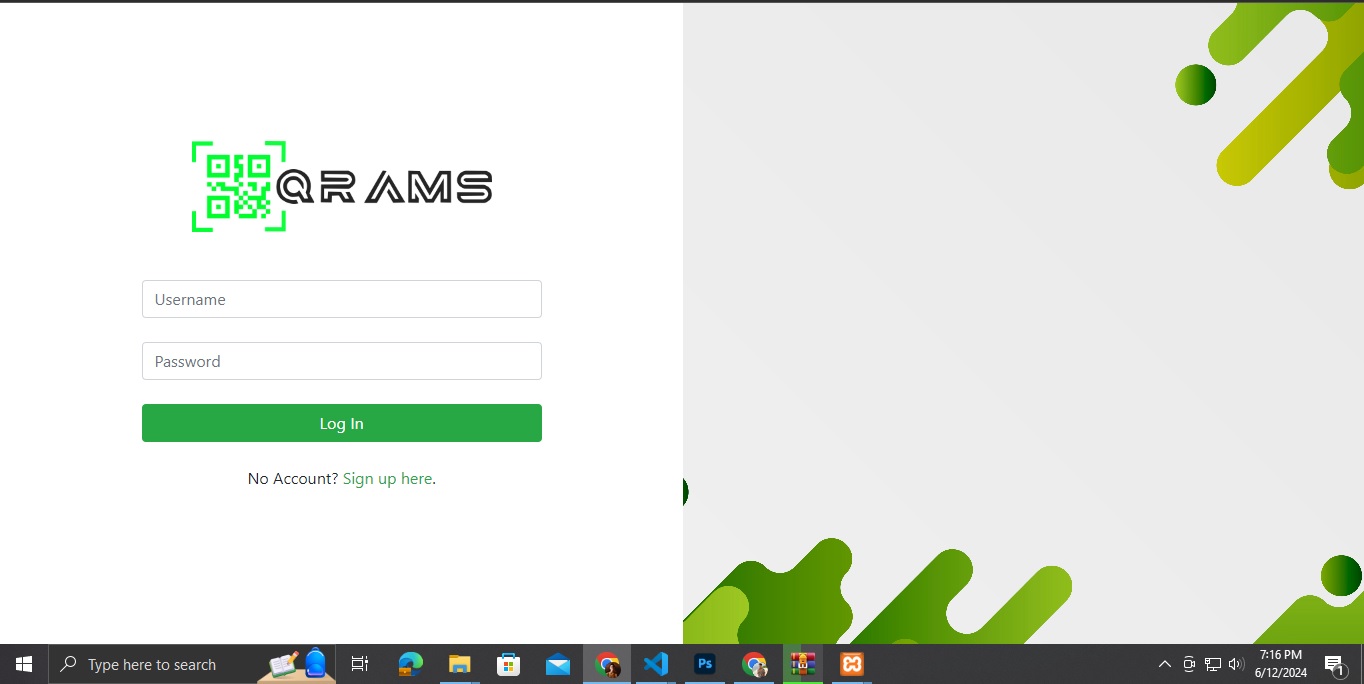 QRAMS
Username
Password
Log In
No Account? Sign up here.
Type here to search
Ps
7:16 PM
6/12/2024
1